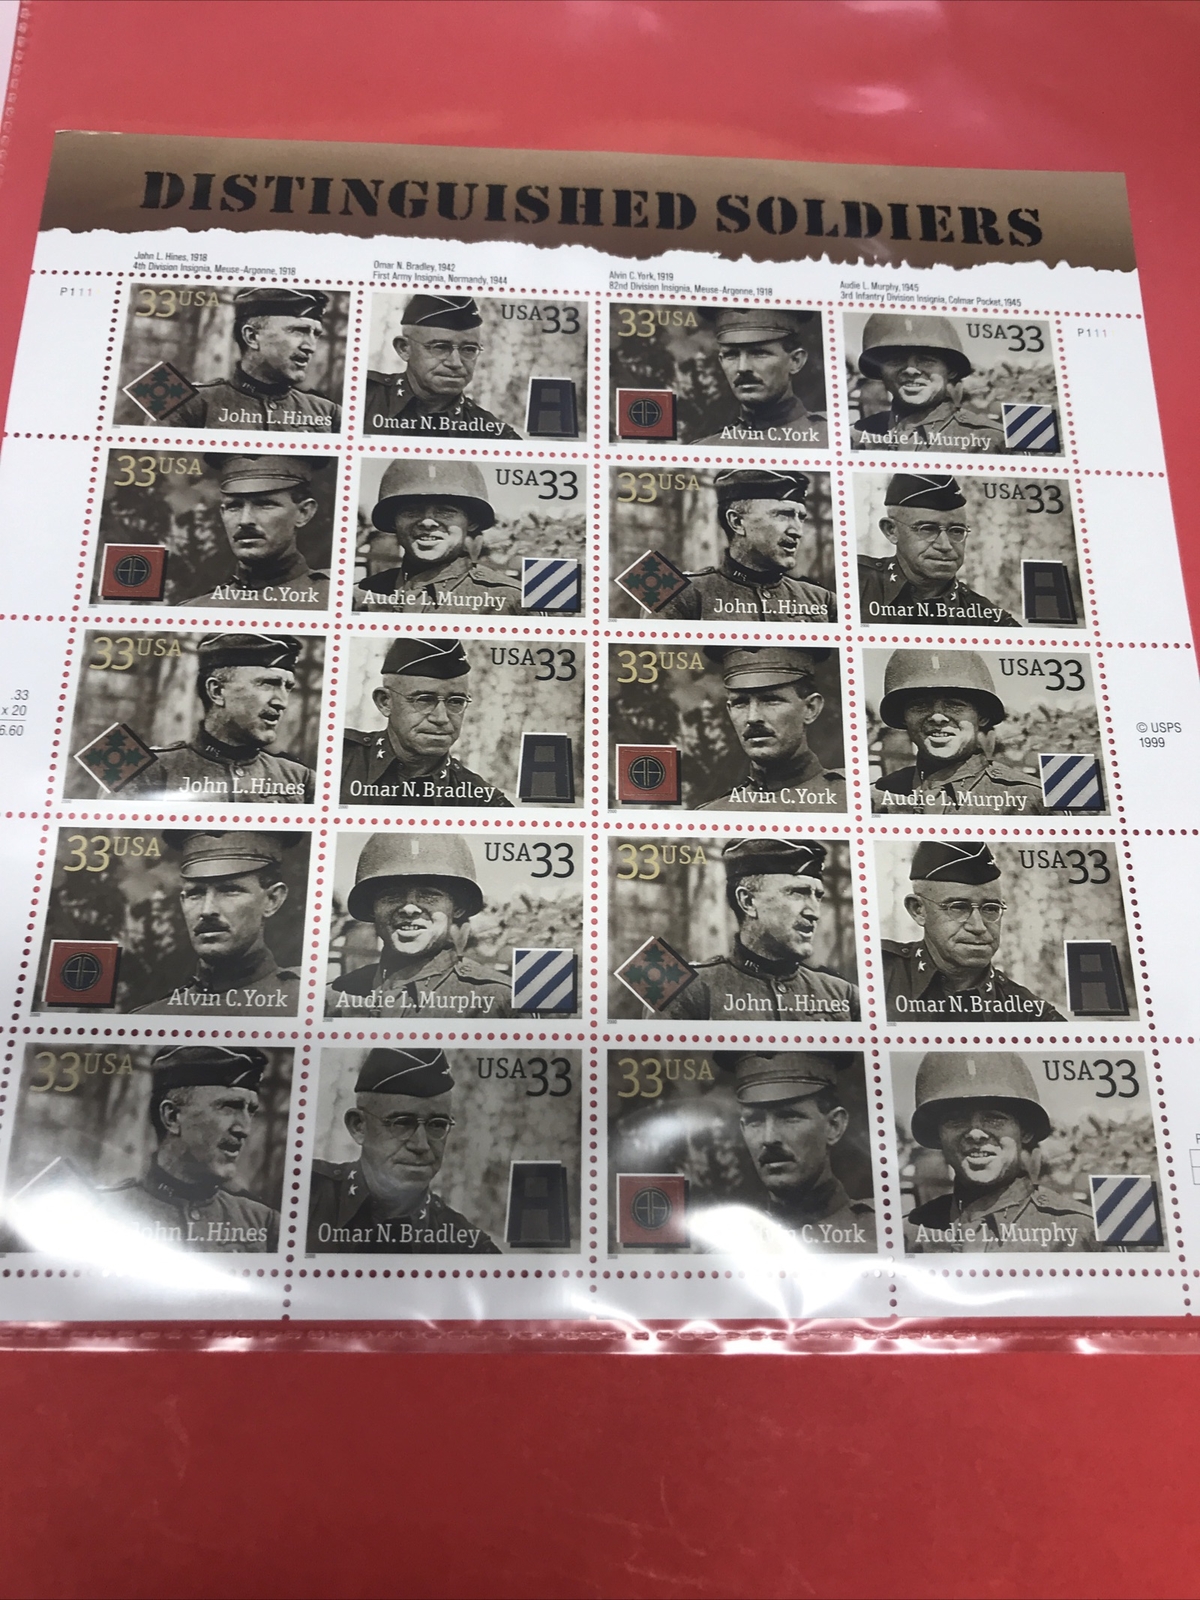 DISTINGUISHED SOLDIERS
John L. Hines, 1918
4th Division Insignia, Meuse-Argonne, 1918
Omar N. Bradley, 1942
First Army Insignia, Normandy, 1944
Alvin C. York, 1919
82nd Division Insignia, Meuse-Argonne, 1918
Audie L. Murphy, 1945
3rd Infantry Division Insignia, Colmar Pocket, 1945
P111
33USA
John L. Hines
USA33
Omar N. Bradley
33USA
Alvin C. York
USA33
Audie L. Murphy
P111
33USA
Alvin C. York
USA33
Audie L. Murphy
33USA
John L. Hines
USA33
Omar N. Bradley
.33
x 20
6.60
33USA
John L. Hines
USA33
Omar N. Bradley
33USA
Alvin C. York
USA33
Audie L. Murphy
© USPS
1999
33USA
Alvin C. York
USA33
Audie L. Murphy
33USA
John L. Hines
USA33
Omar N. Bradley
33USA
John L. Hines
USA33
Omar N. Bradley
33USA
C. York
USA33
Audie L. Murphy